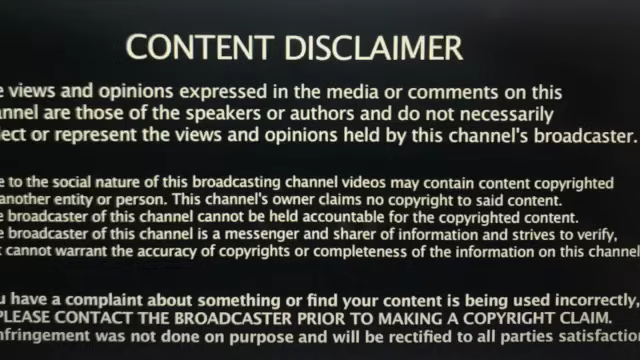 CONTENT DISCLAIMER
views and opinions expressed in the media or comments on this
are those of the speakers or authors and do not necessarily
or represent the views and opinions held by this channel's broadcaster.
to the social nature of this broadcasting channel videos may contain content copyrighted
another entity or person. This channel's owner claims no copyright to said content.
broadcaster of this channel cannot be held accountable for the copyrighted content.
broadcaster of this channel is a messenger and sharer of information and strives to verify,
cannot warrant the accuracy of copyrights or completeness of the information on this channel
have a complaint about something or find your content is being used incorrectly,
PLEASE CONTACT THE BROADCASTER PRIOR TO MAKING A COPYRIGHT CLAIM.
infringement was not done on purpose and will be rectified to all parties